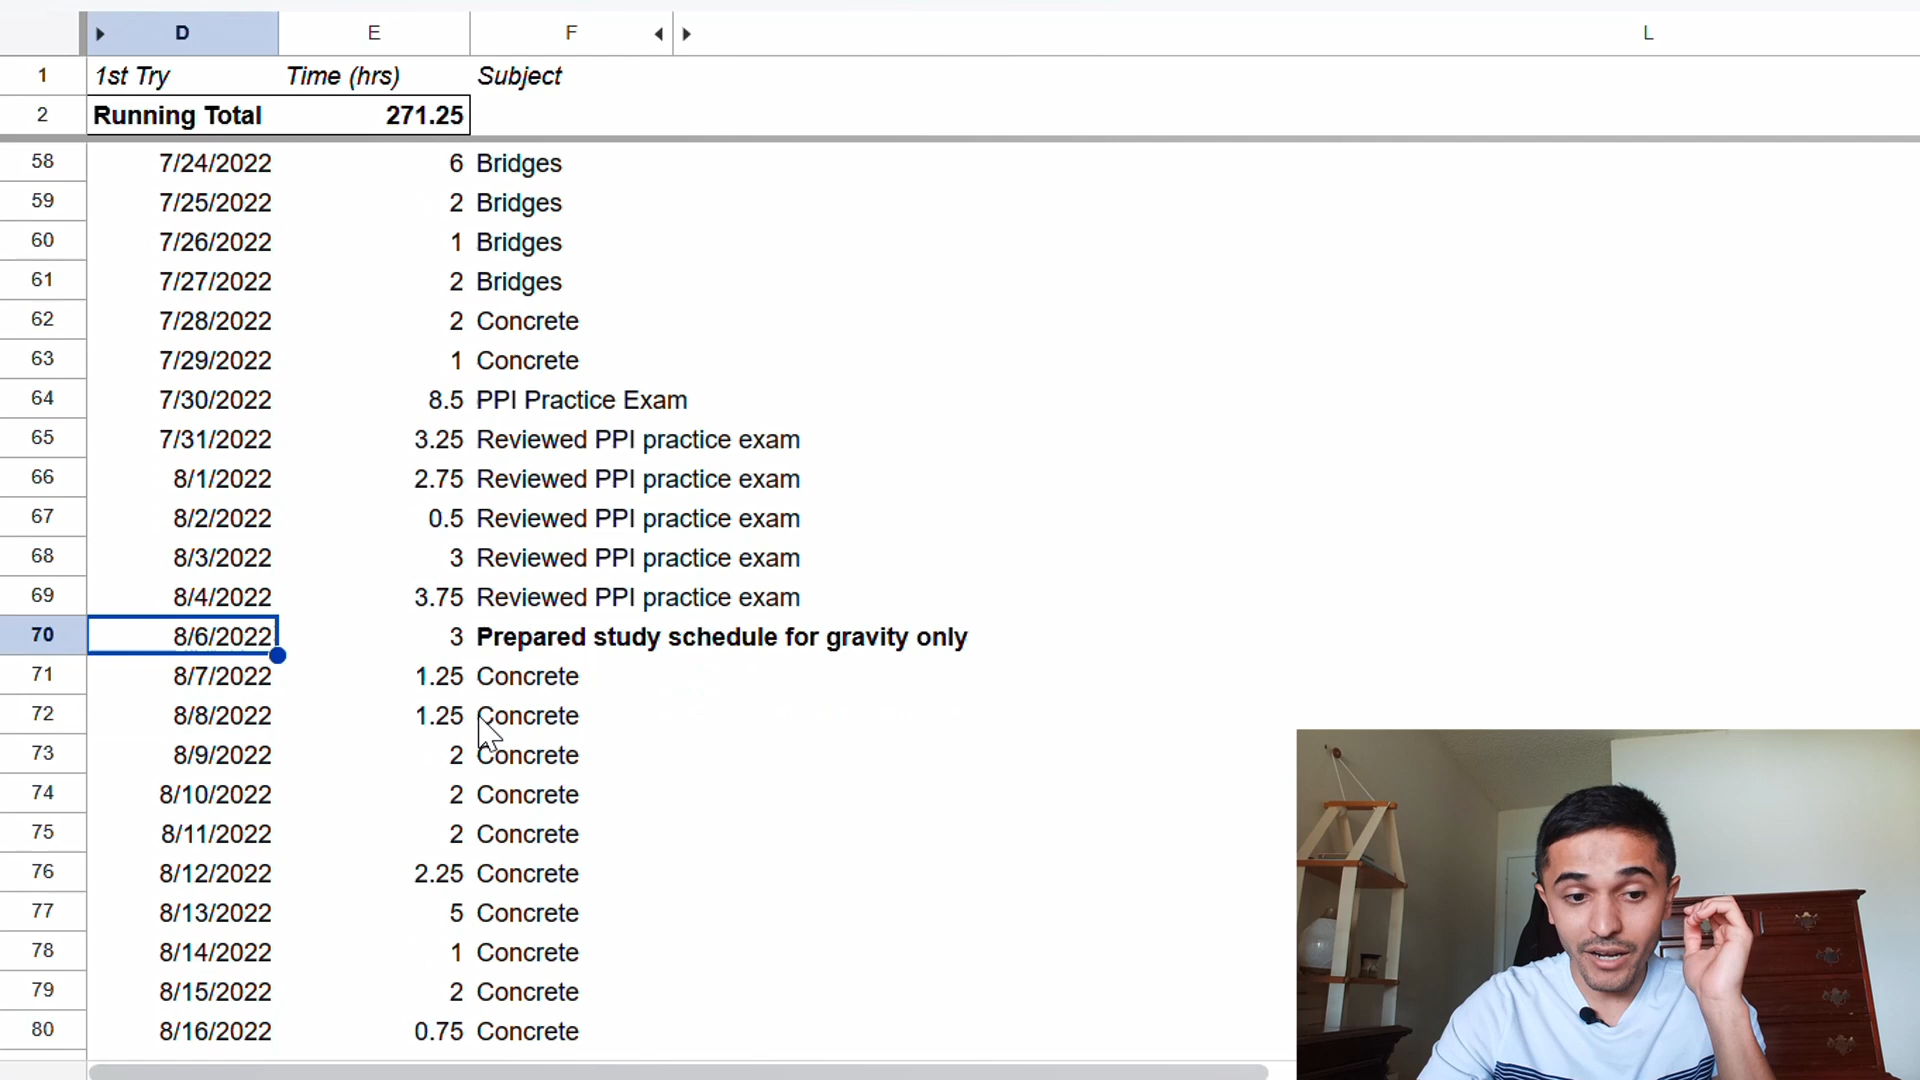 D E F L
1 1st Try Time (hrs) Subject
2 Running Total 271.25
58 7/24/2022 6 Bridges
59 7/25/2022 2 Bridges
60 7/26/2022 1 Bridges
61 7/27/2022 2 Bridges
62 7/28/2022 2 Concrete
63 7/29/2022 1 Concrete
64 7/30/2022 8.5 PPI Practice Exam
65 7/31/2022 3.25 Reviewed PPI practice exam
66 8/1/2022 2.75 Reviewed PPI practice exam
67 8/2/2022 0.5 Reviewed PPI practice exam
68 8/3/2022 3 Reviewed PPI practice exam
69 8/4/2022 3.75 Reviewed PPI practice exam
70 8/6/2022 3 Prepared study schedule for gravity only
71 8/7/2022 1.25 Concrete
72 8/8/2022 1.25 Concrete
73 8/9/2022 2 Concrete
74 8/10/2022 2 Concrete
75 8/11/2022 2 Concrete
76 8/12/2022 2.25 Concrete
77 8/13/2022 5 Concrete
78 8/14/2022 1 Concrete
79 8/15/2022 2 Concrete
80 8/16/2022 0.75 Concrete